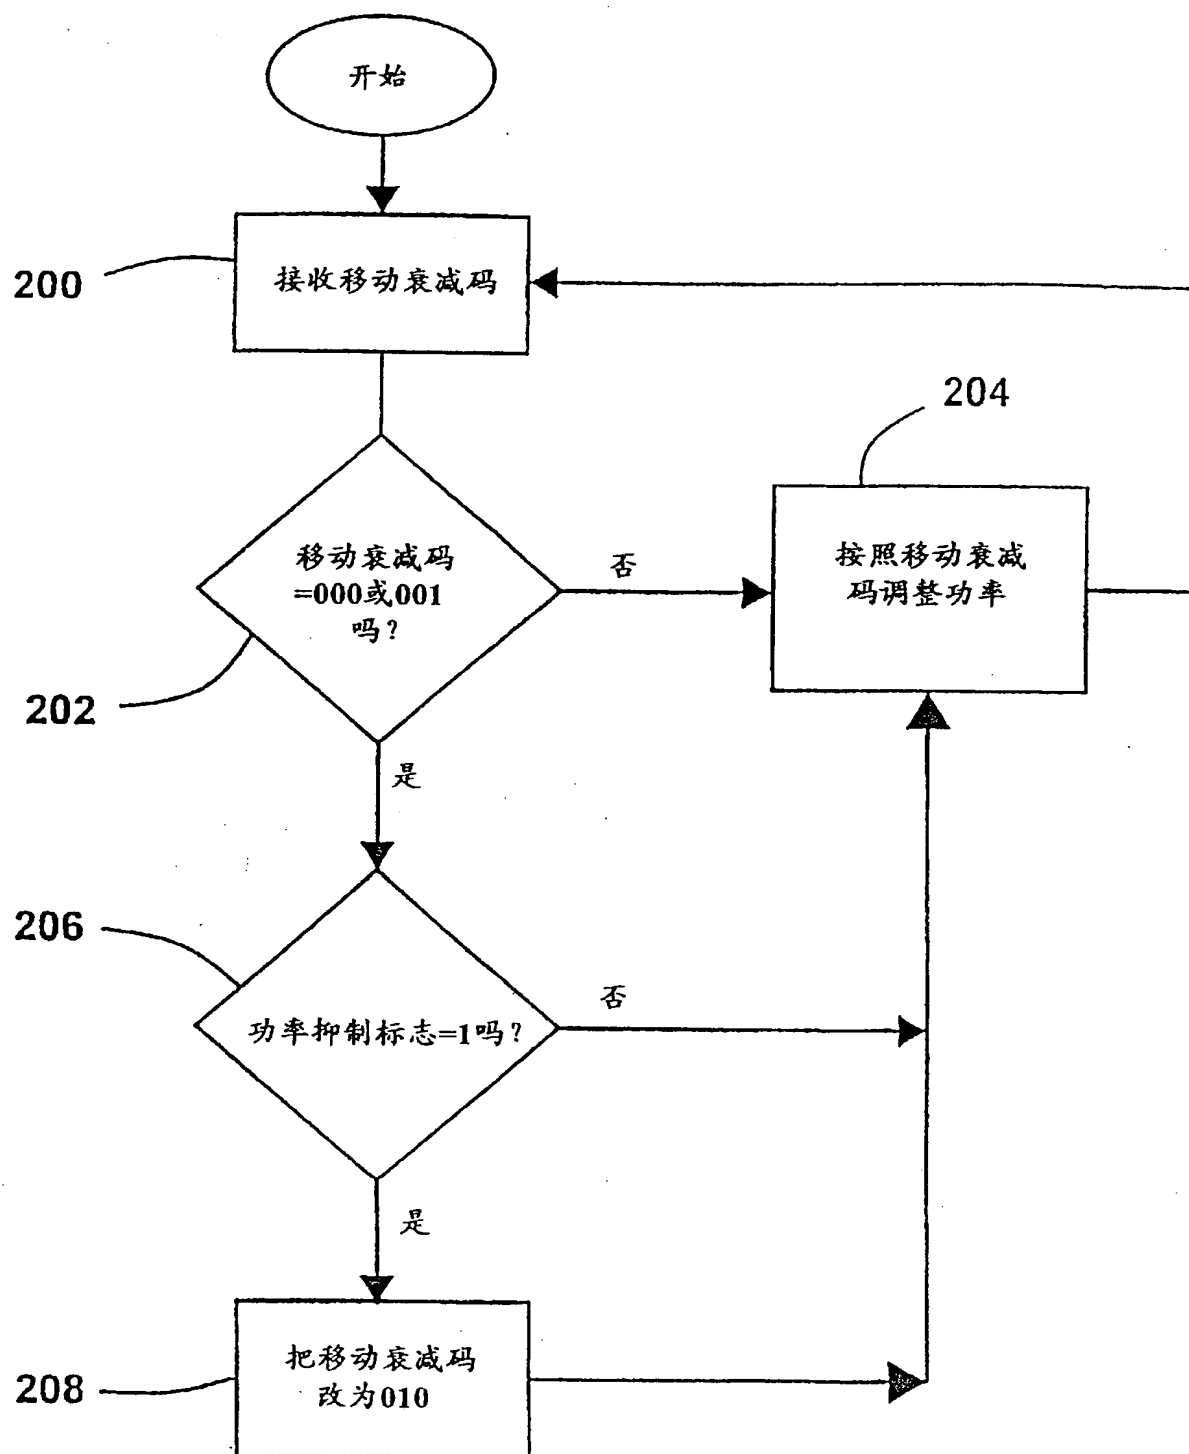 开始
200
接收移动衰减码
204
移动衰减码
=000或001
吗?
否
按照移动衰减
码调整功率
202
是
206
否
功率抑制标志=1吗?
是
208
把移动衰减码
改为010